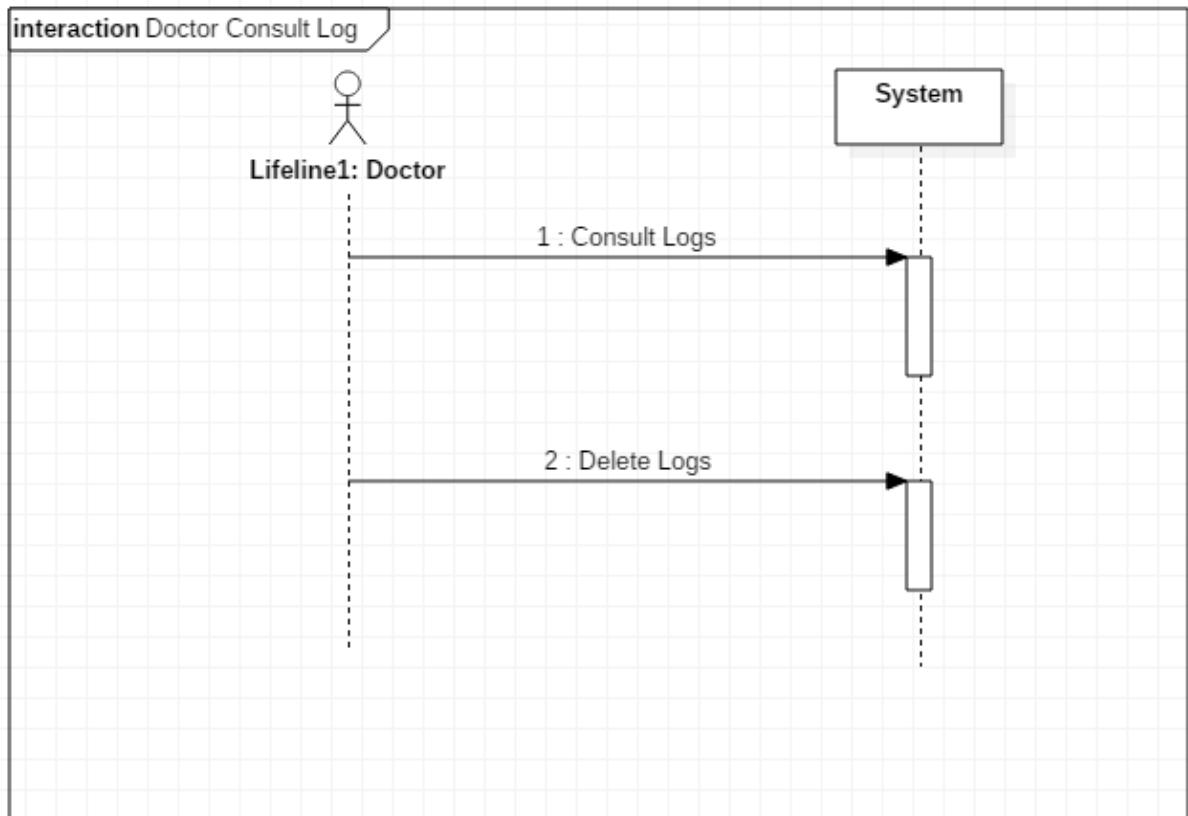 interaction Doctor Consult Log
System
Lifeline1: Doctor
1 : Consult Logs
2 : Delete Logs